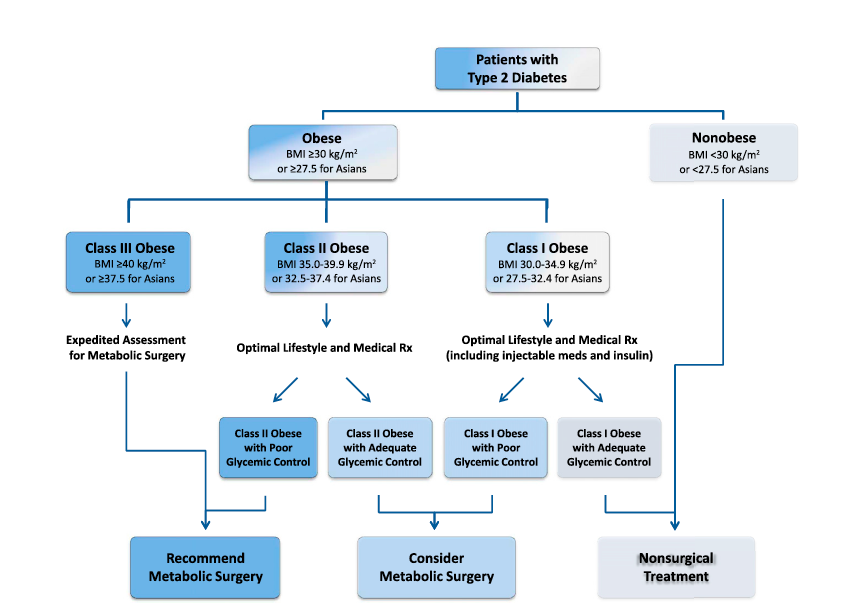 Patients with
Type 2 Diabetes
Obese
BMI ≥30 kg/m²
or ≥27.5 for Asians
Nonobese
BMI <30 kg/m²
or <27.5 for Asians
Class III Obese
BMI ≥40 kg/m²
or ≥37.5 for Asians
Class II Obese
BMI 35.0-39.9 kg/m²
or 32.5-37.4 for Asians
Class I Obese
BMI 30.0-34.9 kg/m²
or 27.5-32.4 for Asians
Expedited Assessment
for Metabolic Surgery
Optimal Lifestyle and Medical Rx
Optimal Lifestyle and Medical Rx
(including injectable meds and insulin)
Class II Obese
with Poor
Glycemic Control
Class II Obese
with Adequate
Glycemic Control
Class I Obese
with Poor
Glycemic Control
Class I Obese
with Adequate
Glycemic Control
Recommend
Metabolic Surgery
Consider
Metabolic Surgery
Nonsurgical
Treatment